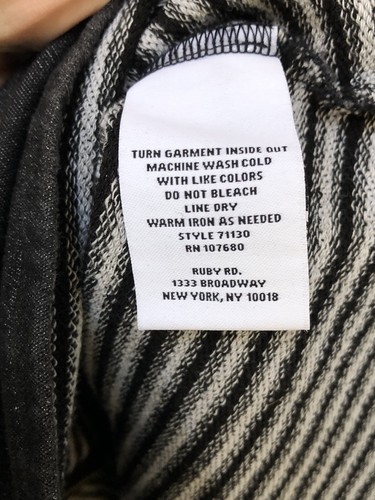 TURN GARMENT INSIDE OUT
MACHINE WASH COLD
WITH LIKE COLORS
DO NOT BLEACH
LINE DRY
WARM IRON AS NEEDED
STYLE 71130
RN 107680
RUBY RD.
1333 BROADWAY
NEW YORK, NY 10018